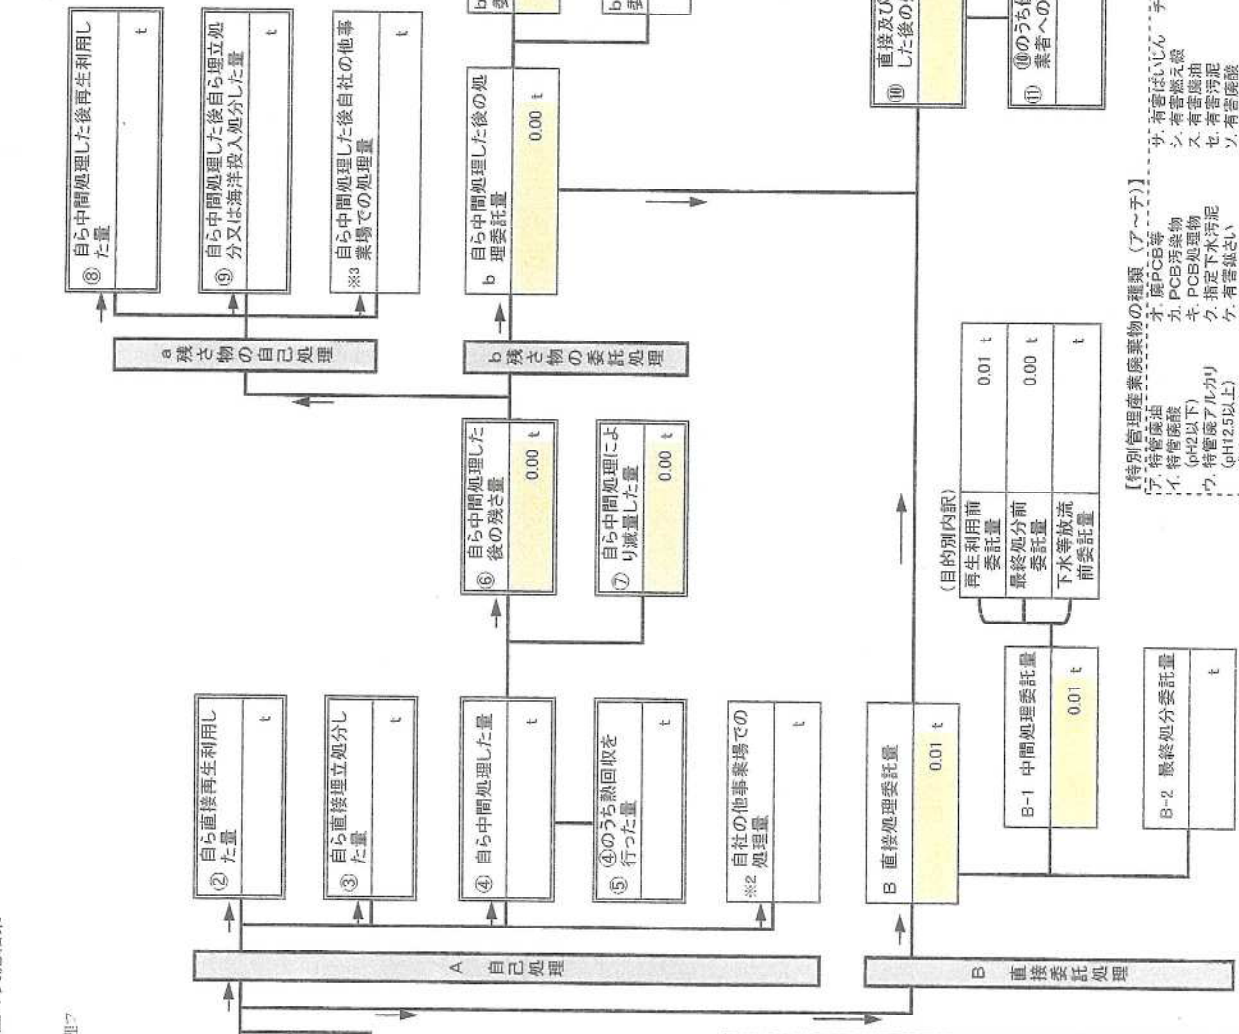 ② 自ら直接再生利用し
た量
t
③ 自ら直接埋立処分し
た量
t
④ 自ら中間処理した量
t
⑤ ④のうち熱回収を
行った量
t
※2 自社の他事業場での
処理量
t
A 自己処理
⑥ 自ら中間処理した
後の残さ量
0.00 t
⑦ 自ら中間処理によ
り減量した量
0.00 t
a 残さ物の自己処理
b 残さ物の委託処理
⑧ 自ら中間処理した後再生利用し
た量
t
⑨ 自ら中間処理した後自ら埋立処
分又は海洋投入処分した量
t
※3 自ら中間処理した後自社の他事
業場での処理量
t
b 自ら中間処理した後の処
理委託量
0.00 t
B 直接委託処理
B 直接処理委託量
0.01 t
B-1 中間処理委託量
0.01 t
B-2 最終処分委託量
t
(目的別内訳)
再生利用前
委託量
0.01 t
最終処分前
委託量
0.00 t
下水等放流
前委託量
t
⑩ 直接及び
した後の
⑪ ⑩のうち
業者への
【特別管理産業廃棄物の種類 (ア~チ)】
ア. 特管廃油
イ. 特管廃酸
(pH2以下)
ウ. 特管廃アルカリ
(pH12.5以上)
オ. 廃PCB等
カ. PCB汚染物
キ. PCB処理物
ク. 指定下水汚泥
ケ. 有害鉱さい
サ. 有害ばいじん
シ. 有害燃え殻
ス. 有害廃油
セ. 有害汚泥
ソ. 有害廃酸
チ